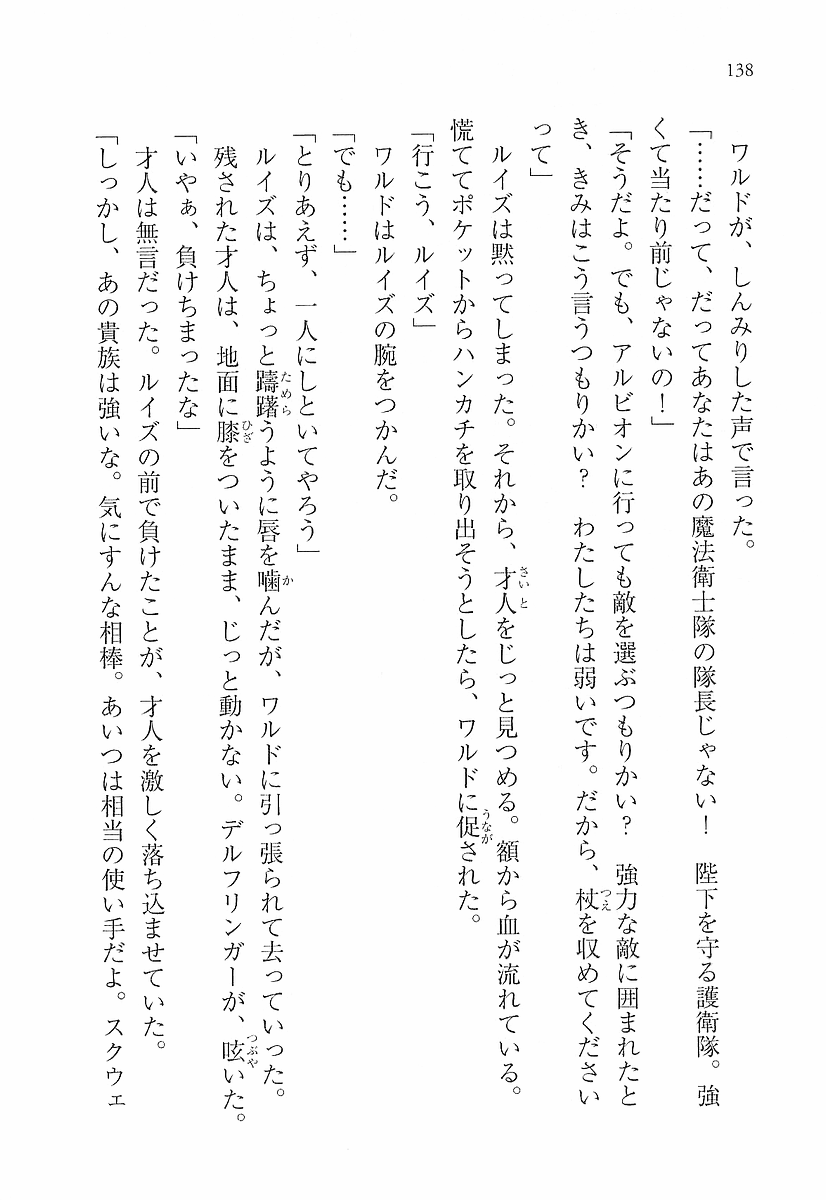 138
ワルドが、しんみりした声で言った。
「……だって、だってあなたはあの魔法衛士隊の隊長じゃない！　陛下を守る護衛隊。強
くて当たり前じゃないの！」
「そうだよ。でも、アルビオンに行っても敵を選ぶつもりかい？　強力な敵に囲まれたと
き、きみはこう言うつもりかい？　わたしたちは弱いです。だから、杖を収めてください
って」
ルイズは黙ってしまった。それから、才人をじっと見つめる。額から血が流れている。
慌ててポケットからハンカチを取り出そうとしたら、ワルドに促された。
「行こう、ルイズ」
ワルドはルイズの腕をつかんだ。
「でも……」
「とりあえず、一人にしといてやろう」
ルイズは、ちょっと躊躇うように唇を噛んだが、ワルドに引っ張られて去っていった。
残された才人は、地面に膝をついたまま、じっと動かない。デルフリンガーが、呟いた。
「いやぁ、負けちまったな」
才人は無言だった。ルイズの前で負けたことが、才人を激しく落ち込ませていた。
「しっかし、あの貴族は強いな。気にすんな相棒。あいつは相当の使い手だよ。スクウェ